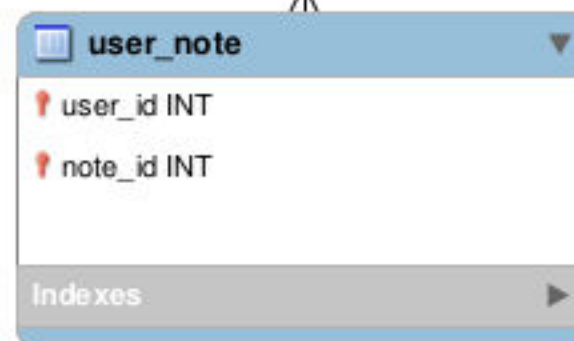 user_note
user_id INT
note_id INT
Indexes